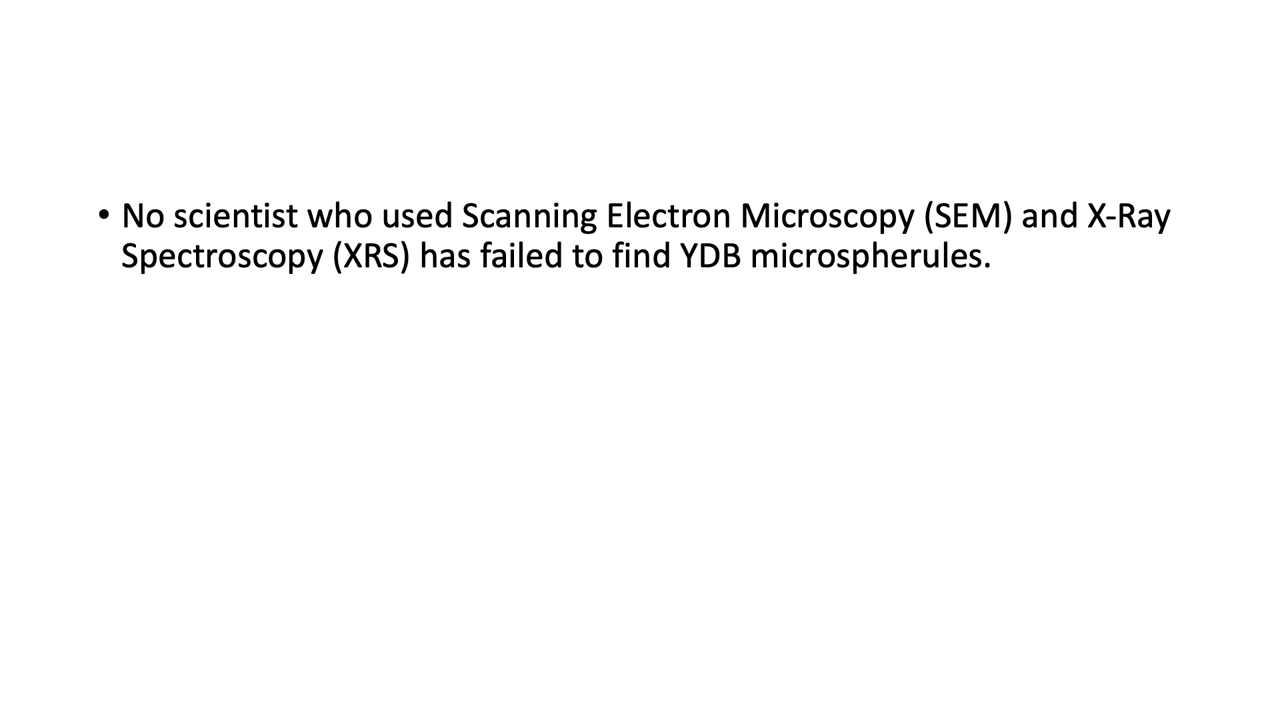 • No scientist who used Scanning Electron Microscopy (SEM) and X-Ray
Spectroscopy (XRS) has failed to find YDB microspherules.